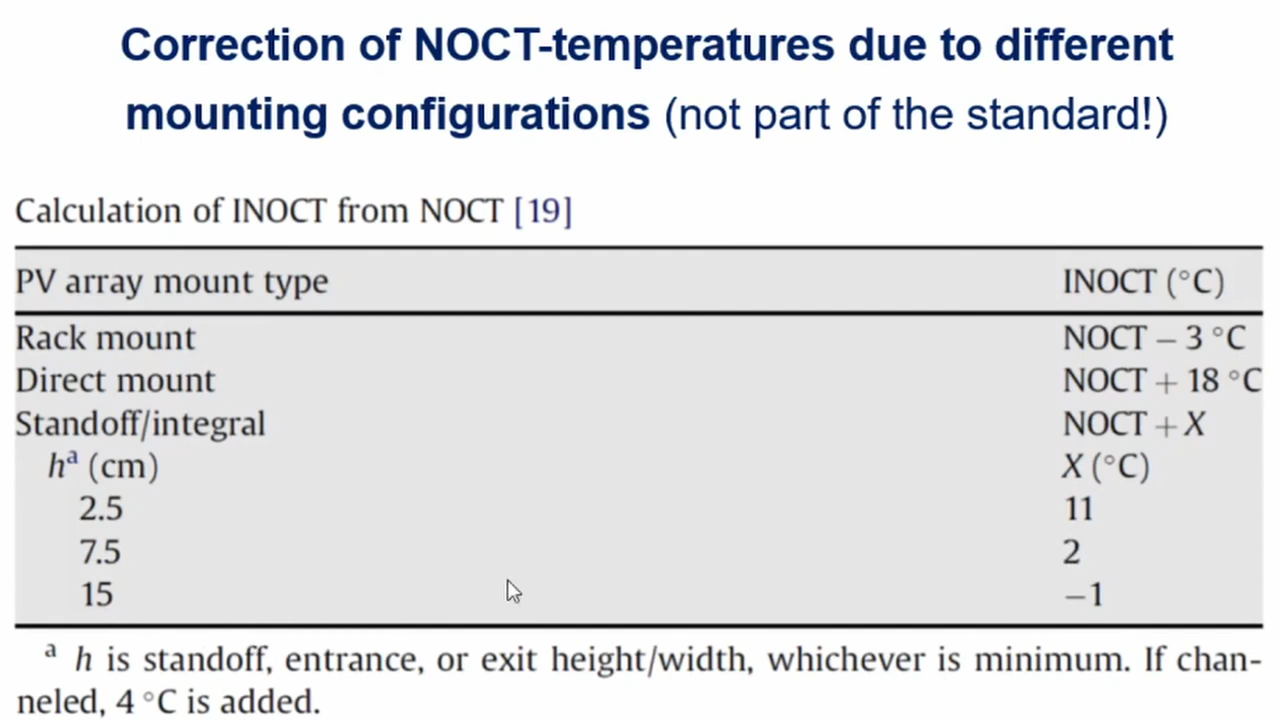 Correction of NOCT-temperatures due to different
mounting configurations (not part of the standard!)
Calculation of INOCT from NOCT [19]
PV array mount type INOCT (°C)
Rack mount NOCT − 3 °C
Direct mount NOCT + 18 °C
Standoff/integral NOCT + X
hᵃ (cm) X (°C)
2.5 11
7.5 2
15 −1
ᵃ h is standoff, entrance, or exit height/width, whichever is minimum. If chan-
neled, 4 °C is added.